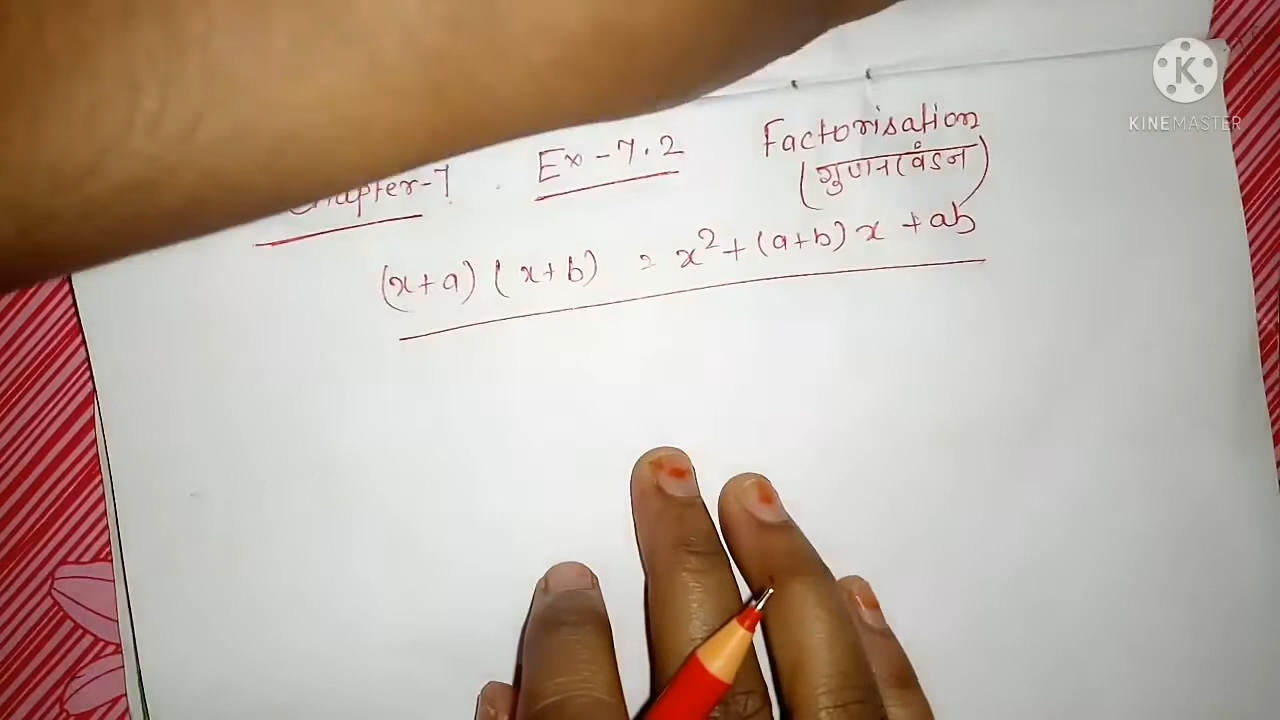 Chapter-7 Ex-7.2 Factorisation
(गुणनखंडन)
(x+a) (x+b) = x²+(a+b) x +ab
K
KINEMASTER